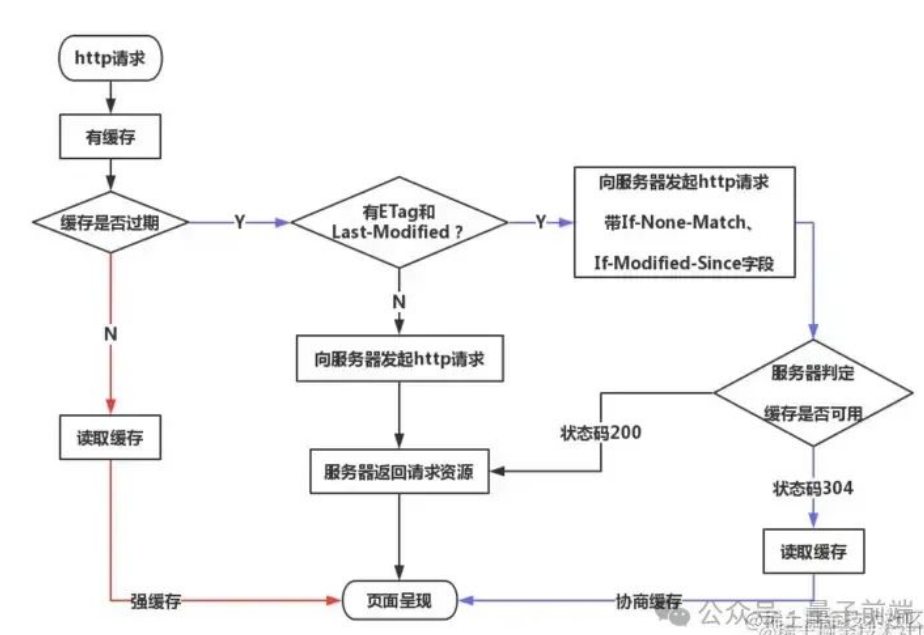 http请求
有缓存
缓存是否过期
Y
有ETag和
Last-Modified ?
Y
向服务器发起http请求
带If-None-Match、
If-Modified-Since字段
N
N
向服务器发起http请求
服务器判定
缓存是否可用
状态码200
读取缓存
服务器返回请求资源
状态码304
读取缓存
强缓存
页面呈现
协商缓存
公众号·量子前端